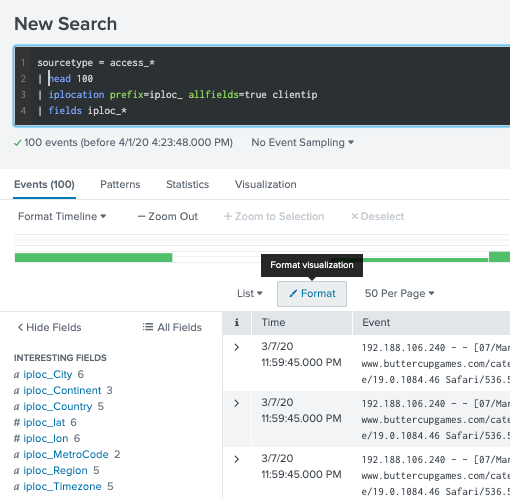 New Search
1 sourcetype = access_*
2 | head 100
3 | iplocation prefix=iploc_ allfields=true clientip
4 | fields iploc_*
✓ 100 events (before 4/1/20 4:23:48.000 PM) No Event Sampling ▾
Events (100) Patterns Statistics Visualization
Format Timeline ▾ — Zoom Out + Zoom to Selection × Deselect
Format visualization
List ▾ Format 50 Per Page ▾
< Hide Fields All Fields
i Time Event
INTERESTING FIELDS
a iploc_City 6
a iploc_Continent 3
a iploc_Country 5
# iploc_lat 6
# iploc_lon 6
a iploc_MetroCode 2
a iploc_Region 5
a iploc_Timezone 5
> 3/7/20 192.188.106.240 - - [07/Mar
11:59:45.000 PM www.buttercupgames.com/cate
e/19.0.1084.46 Safari/536.5
> 3/7/20 192.188.106.240 - - [07/Mar
11:59:45.000 PM www.buttercupgames.com/cate
e/19.0.1084.46 Safari/536.5
> 3/7/20 192.188.106.240 - - [07/Mar
11:59:45.000 PM www.buttercupgames.com/cate
e/19.0.1084.46 Safari/536.5